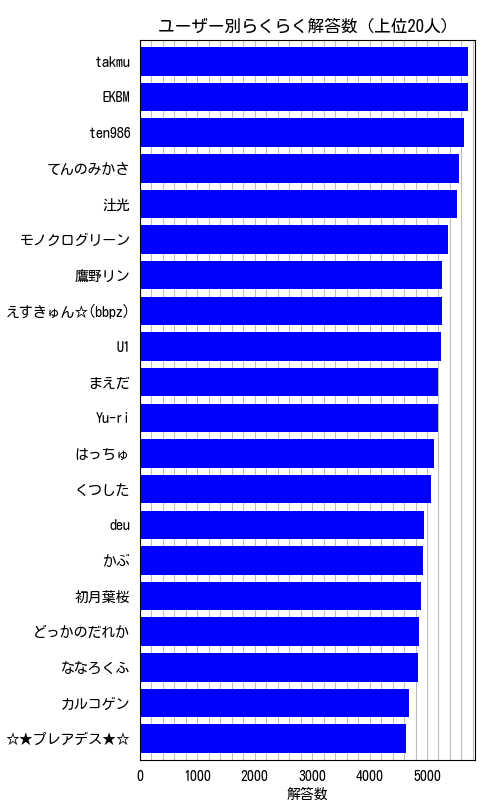 ユーザー別らくらく解答数（上位20人）
takmu
EKBM
ten986
てんのみかさ
汢光
モノクログリーン
鷹野リン
えすきゅん☆(bbpz)
U1
まえだ
Yu-ri
はっちゅ
くつした
deu
かぶ
初月葉桜
どっかのだれか
ななろくふ
カルコゲン
☆★プレアデス★☆
0 1000 2000 3000 4000 5000
解答数